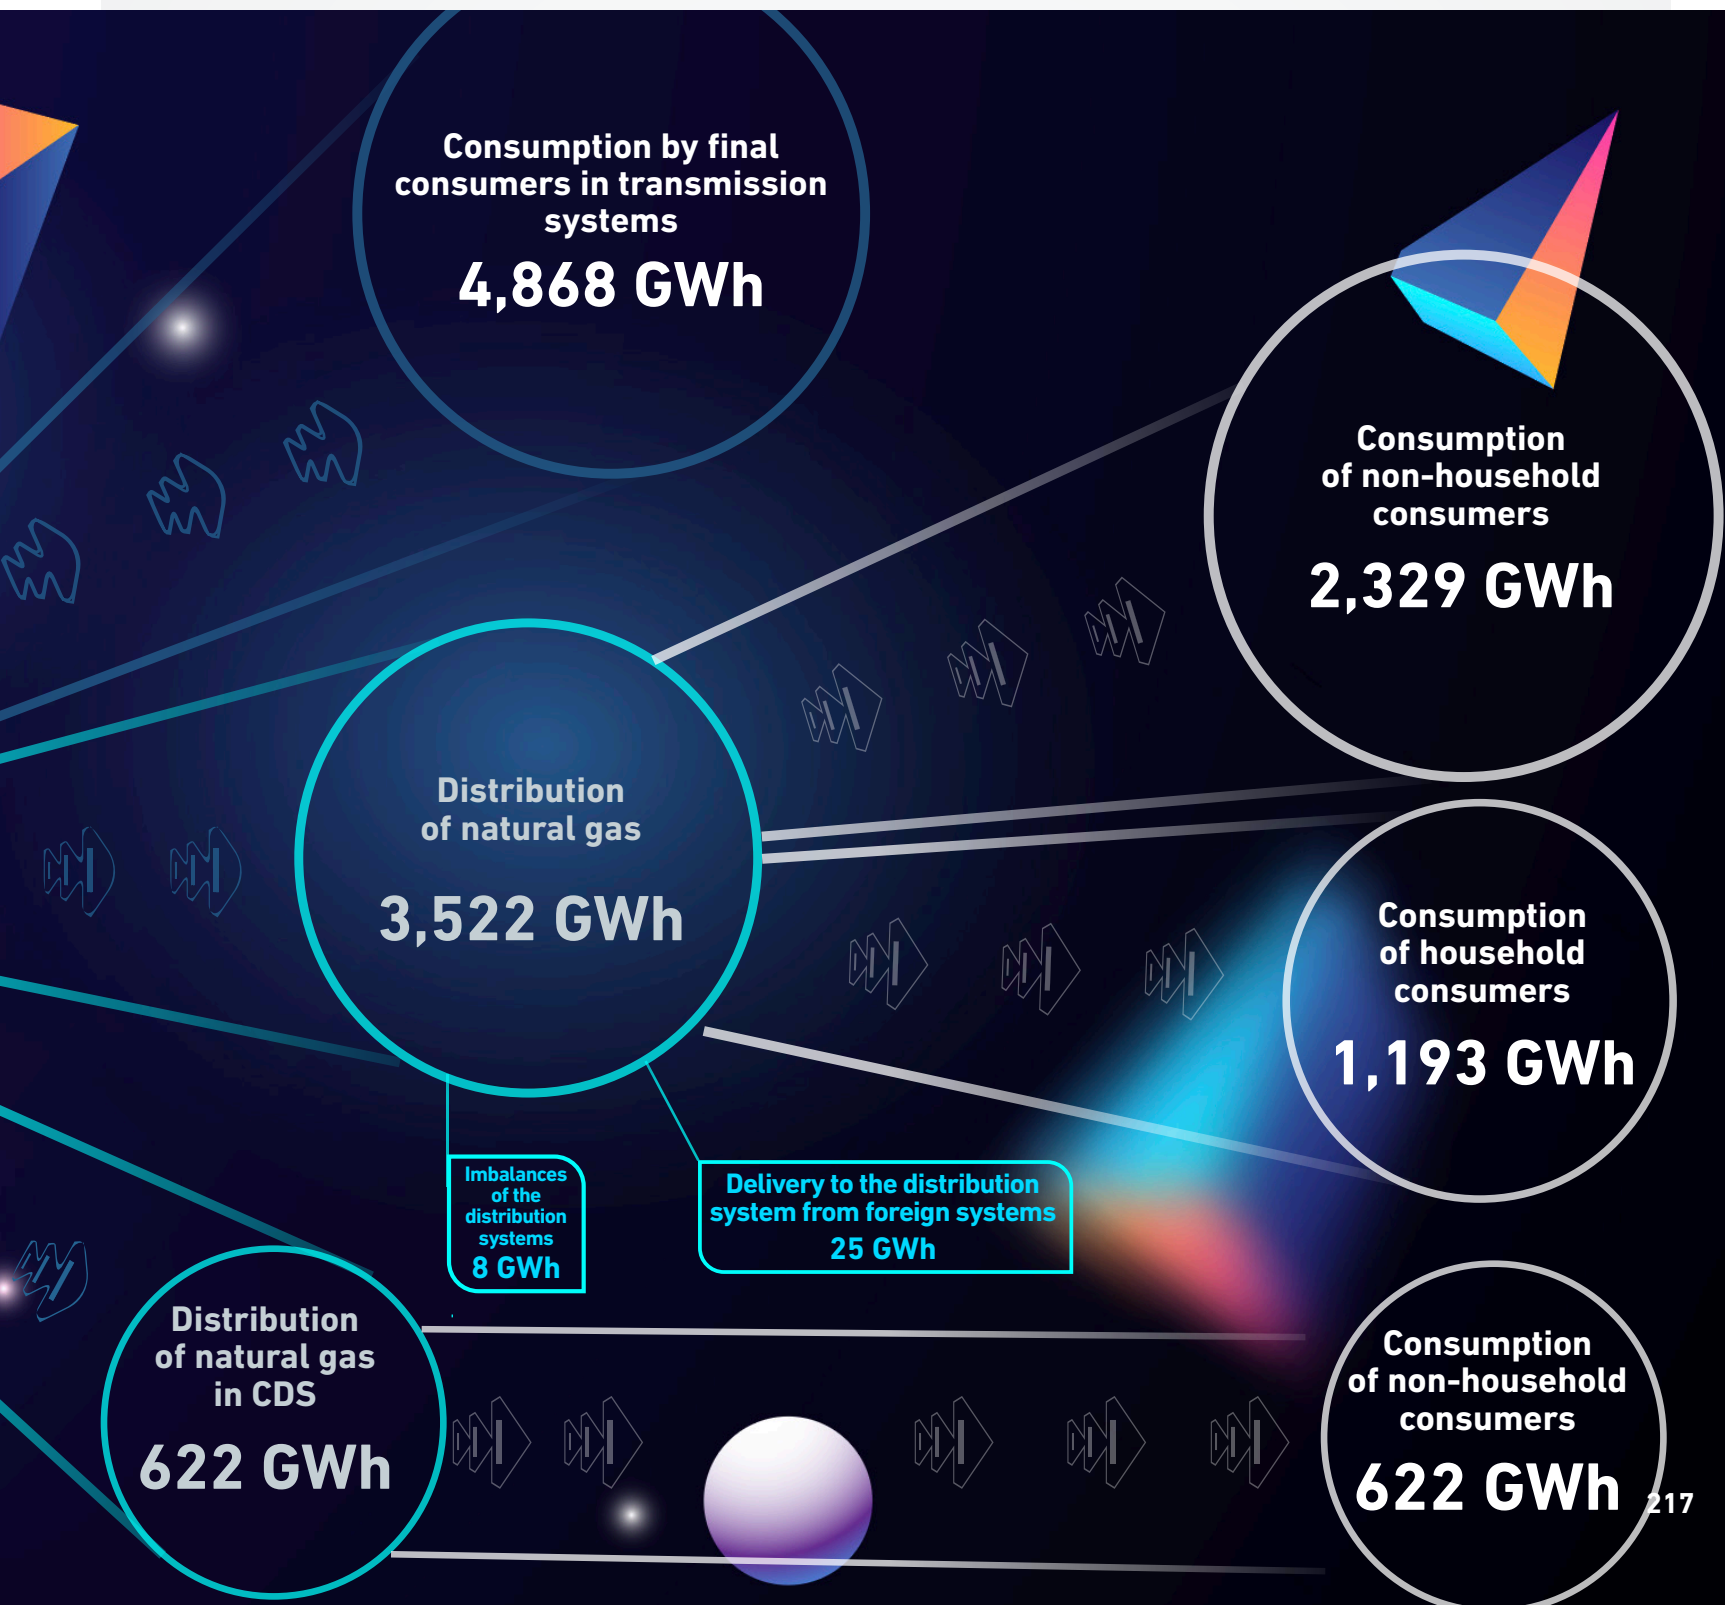 Consumption by final
consumers in transmission
systems
4,868 GWh
Consumption
of non-household
consumers
2,329 GWh
Distribution
of natural gas
3,522 GWh
Consumption
of household
consumers
1,193 GWh
Imbalances
of the
distribution
systems
8 GWh
Delivery to the distribution
system from foreign systems
25 GWh
Distribution
of natural gas
in CDS
622 GWh
Consumption
of non-household
consumers
622 GWh
217